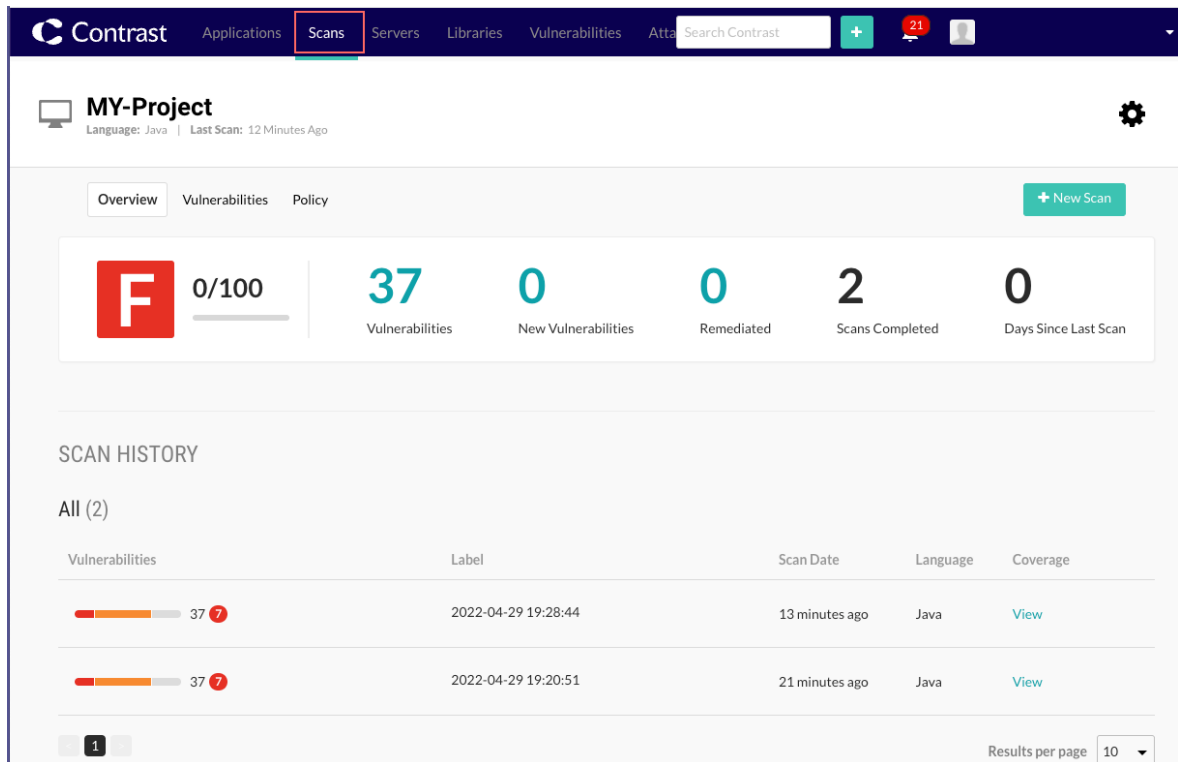 Contrast Applications Scans Servers Libraries Vulnerabilities Atta Search Contrast + 21
MY-Project
Language: Java | Last Scan: 12 Minutes Ago
Overview Vulnerabilities Policy + New Scan
F 0/100 37 0 0 2 0
Vulnerabilities New Vulnerabilities Remediated Scans Completed Days Since Last Scan
SCAN HISTORY
All (2)
Vulnerabilities Label Scan Date Language Coverage
37 7 2022-04-29 19:28:44 13 minutes ago Java View
37 7 2022-04-29 19:20:51 21 minutes ago Java View
1 Results per page 10